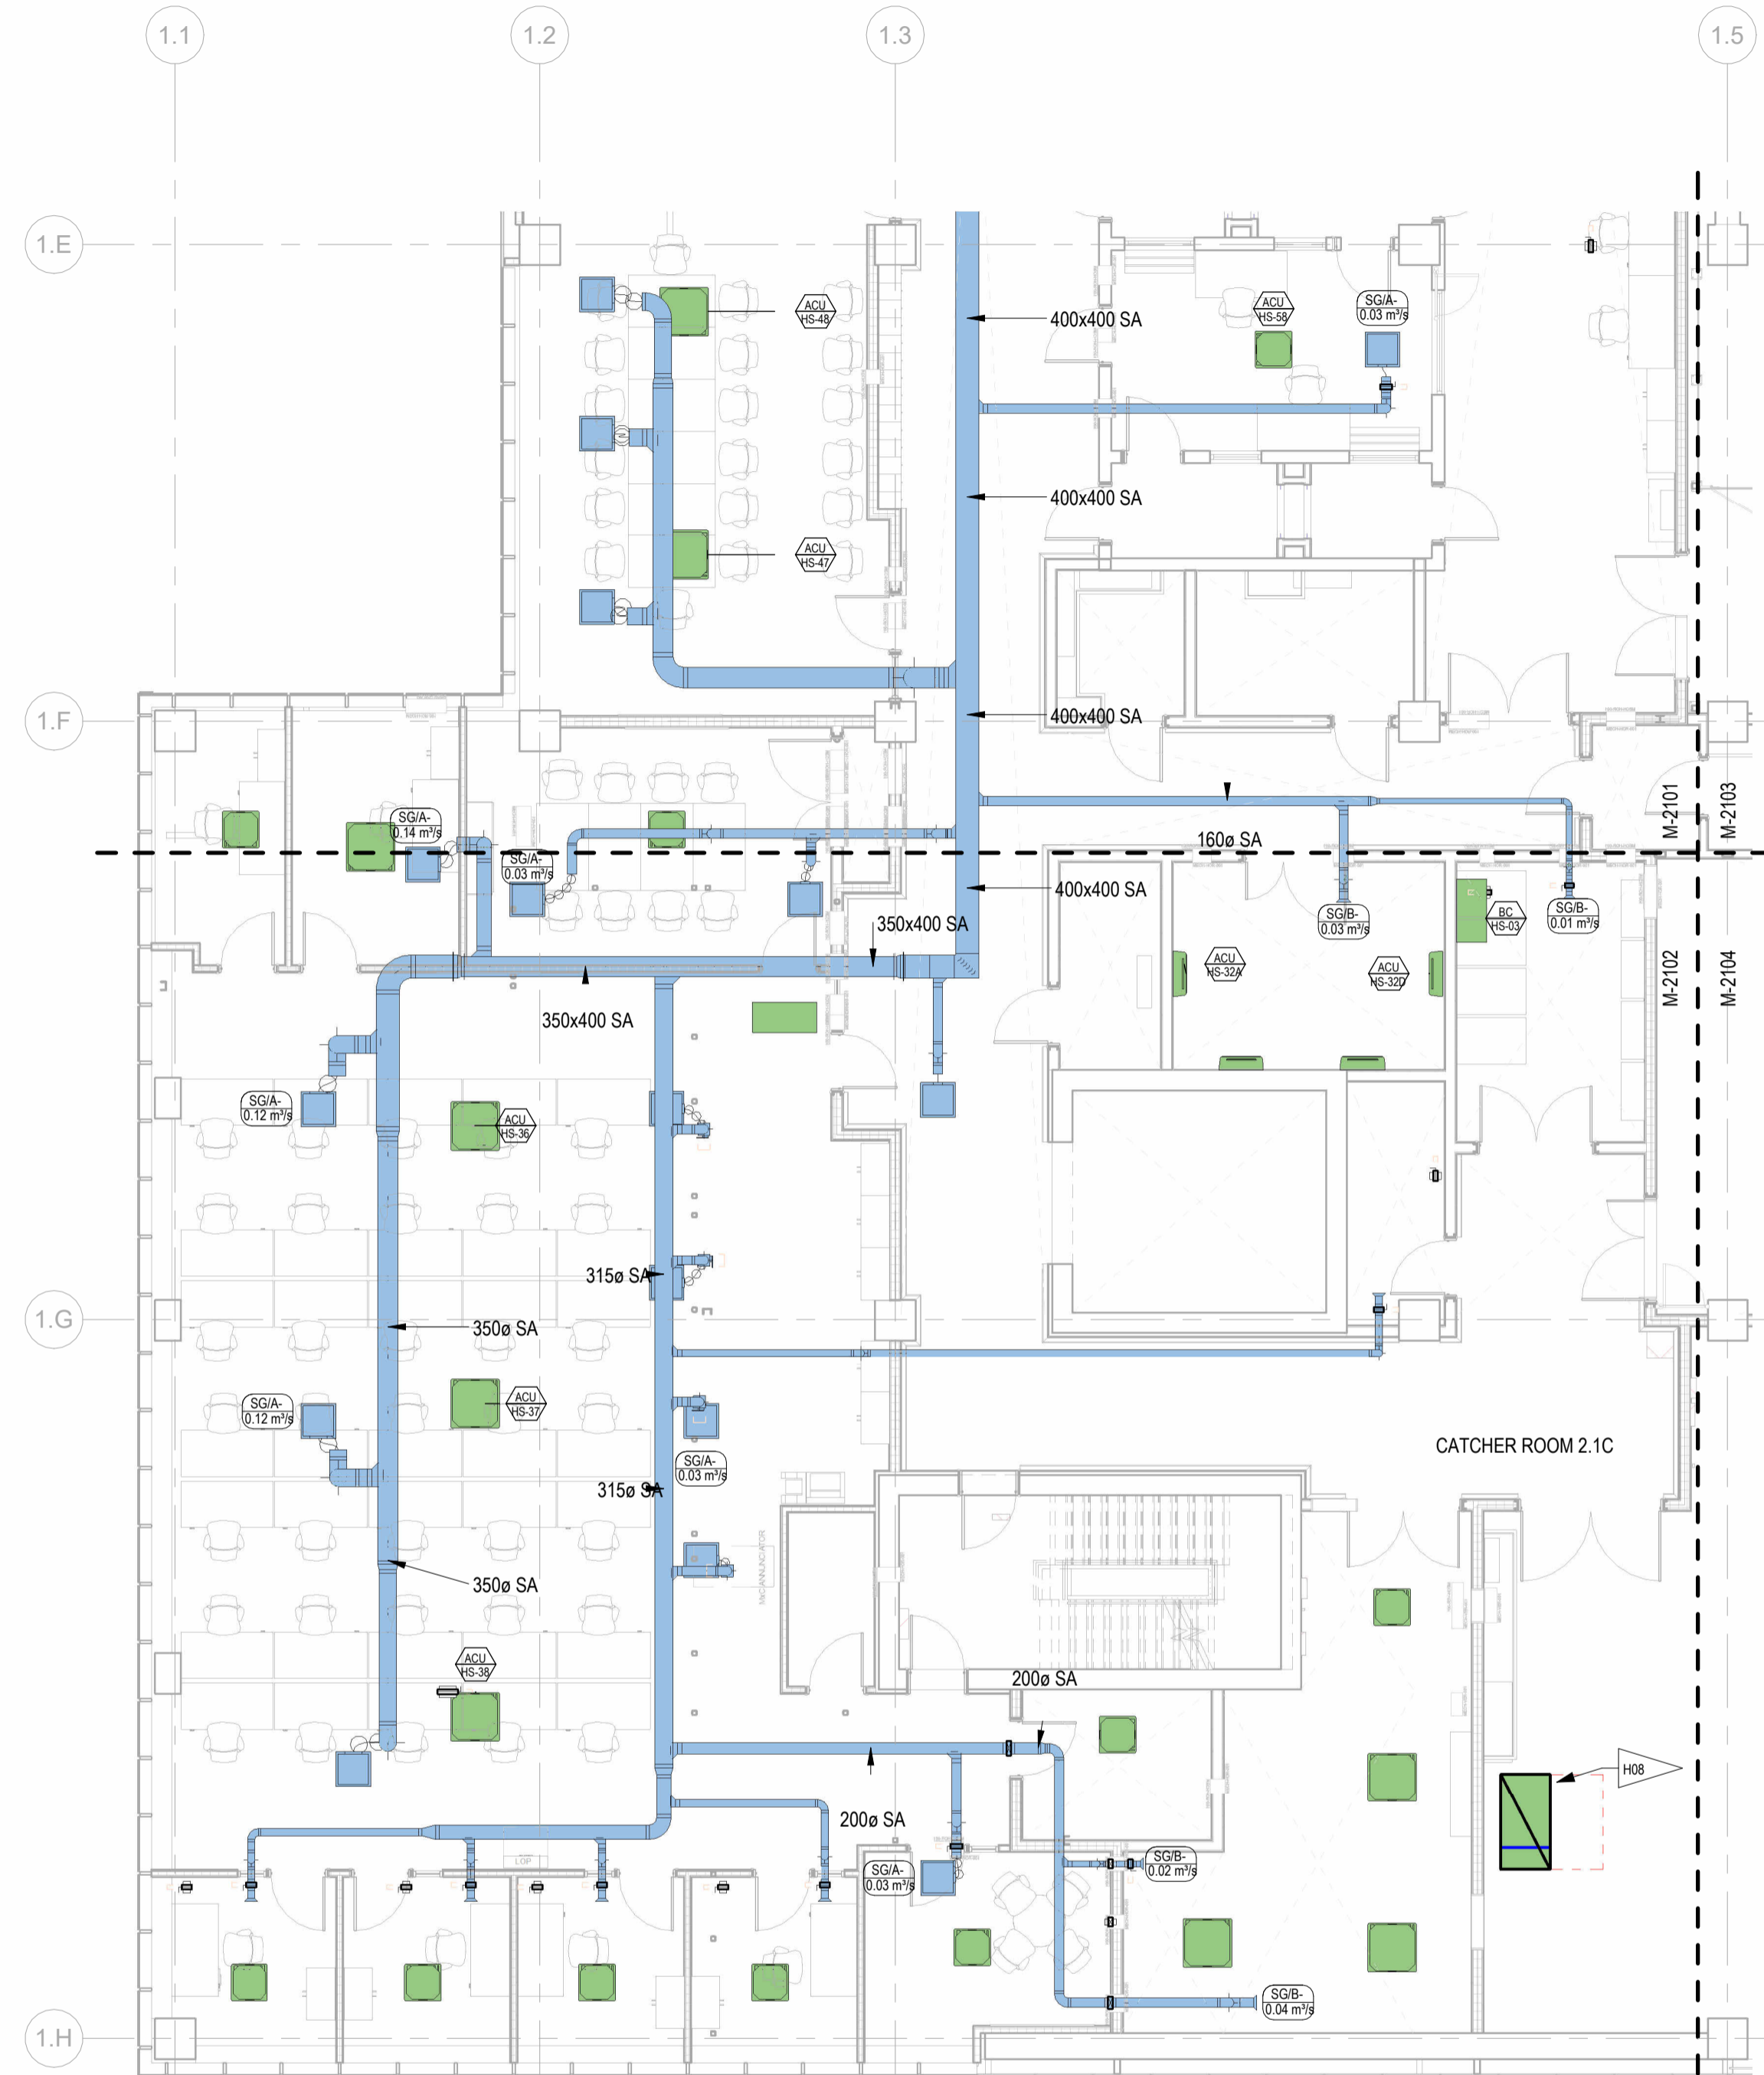 1.1
1.2
1.3
1.5
1.E
ACU
HS-48
400x400 SA
ACU
HS-58
SG/A-
0.03 m³/s
400x400 SA
ACU
HS-47
1.F
400x400 SA
M-2101
M-2103
SG/A-
0.14 m³/s
160ø SA
SG/A-
0.03 m³/s
400x400 SA
350x400 SA
SG/B-
0.03 m³/s
BC
HS-03
SG/B-
0.01 m³/s
ACU
HS-32A
ACU
HS-32D
M-2102
M-2104
350x400 SA
SG/A-
0.12 m³/s
ACU
HS-36
315ø SA
1.G
350ø SA
SG/A-
0.12 m³/s
ACU
HS-37
CATCHER ROOM 2.1C
SG/A-
0.03 m³/s
315ø SA
350ø SA
MxC/ANNUNCIATOR
ACU
HS-38
200ø SA
H08
200ø SA
LOP
SG/A-
0.03 m³/s
SG/B-
0.02 m³/s
SG/B-
0.04 m³/s
1.H